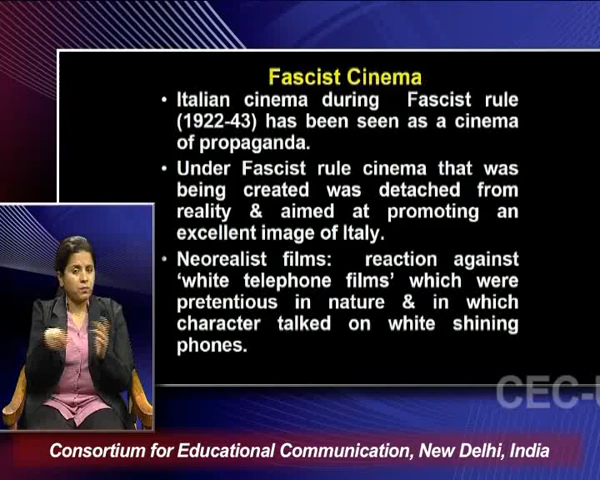 Fascist Cinema
• Italian cinema during Fascist rule
(1922-43) has been seen as a cinema
of propaganda.
• Under Fascist rule cinema that was
being created was detached from
reality & aimed at promoting an
excellent image of Italy.
• Neorealist films: reaction against
‘white telephone films’ which were
pretentious in nature & in which
character talked on white shining
phones.
CEC-U
Consortium for Educational Communication, New Delhi, India